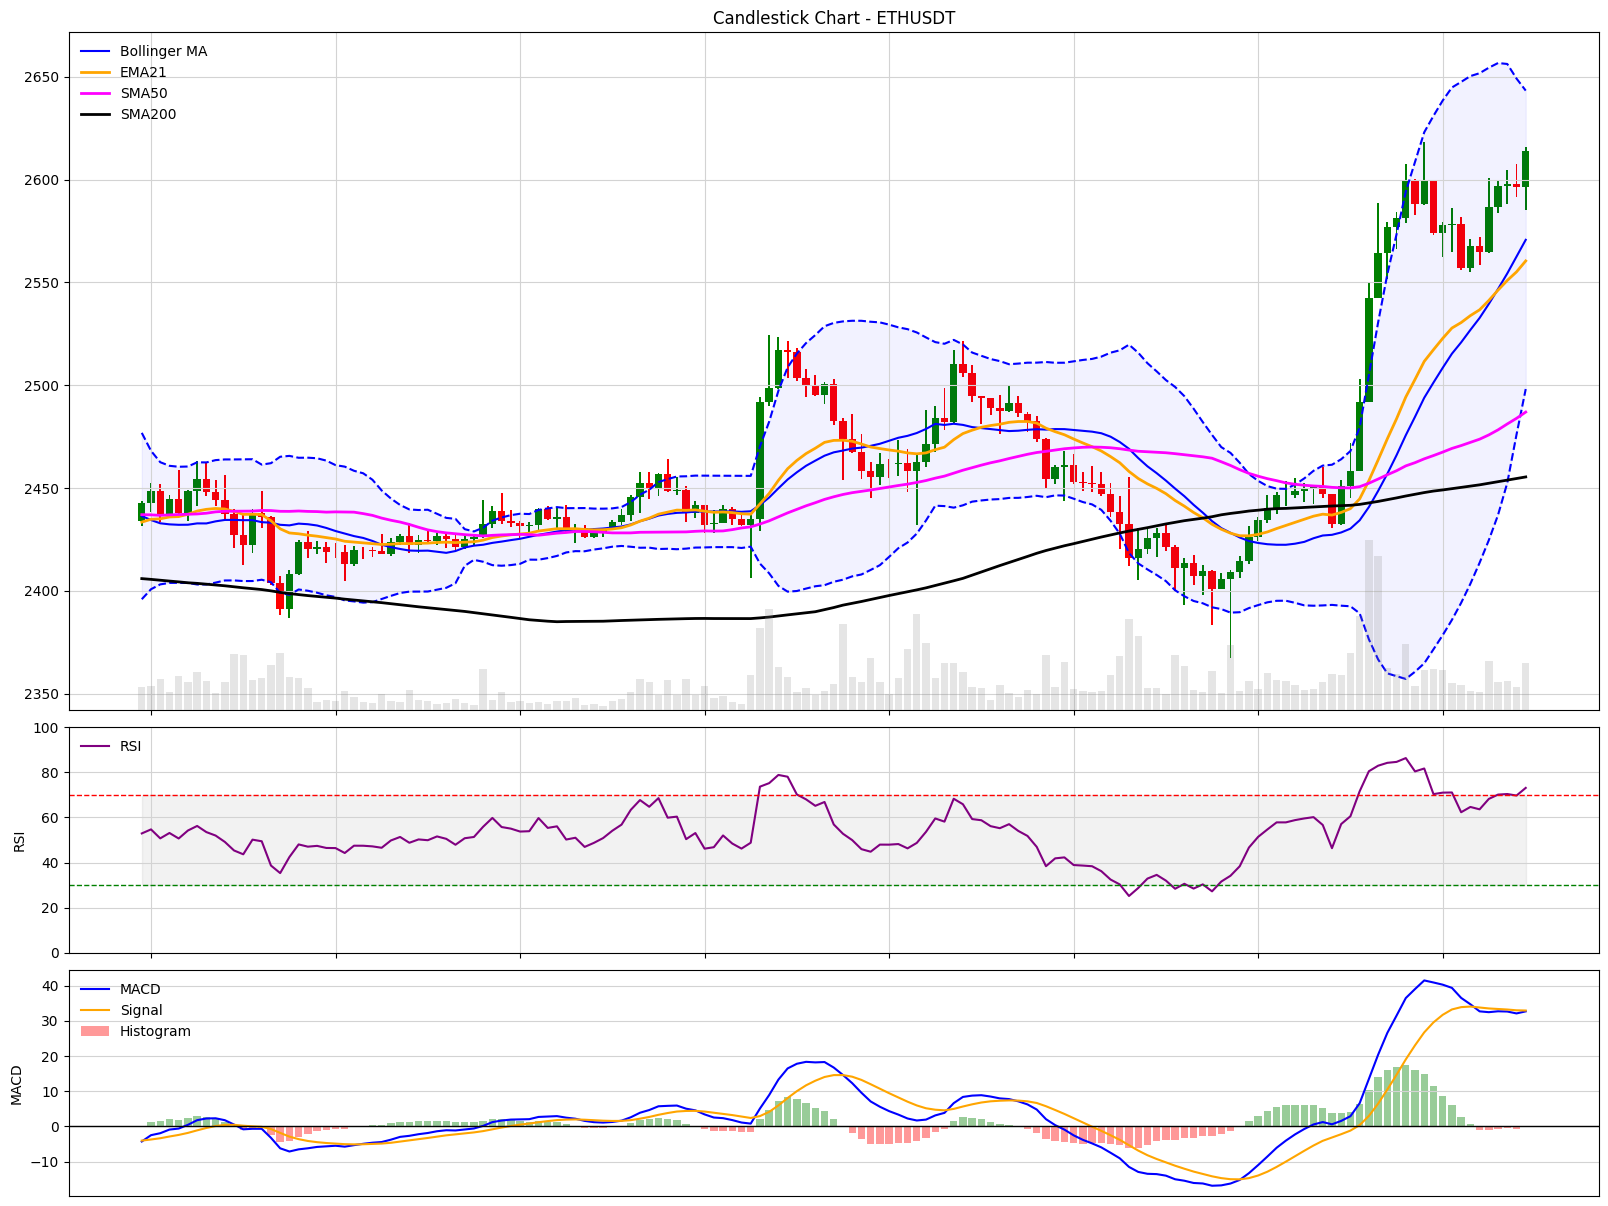 Candlestick Chart - ETHUSDT
Bollinger MA
EMA21
SMA50
SMA200
2650
2600
2550
2500
2450
2400
2350
RSI
100
80
60
40
20
0
RSI
MACD
Signal
Histogram
40
30
20
10
0
−10
MACD